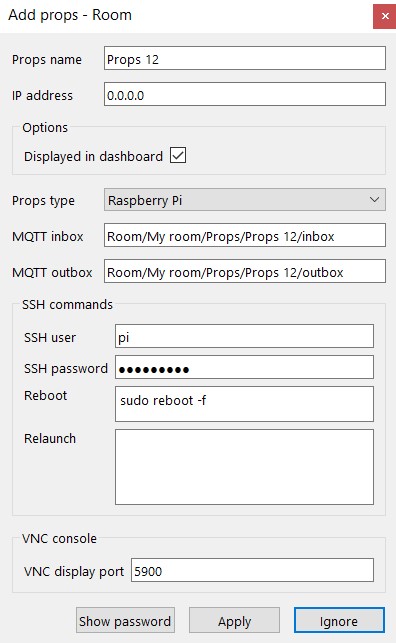 Add props - Room
Props name Props 12
IP address 0.0.0.0
Options
Displayed in dashboard
Props type Raspberry Pi
MQTT inbox Room/My room/Props/Props 12/inbox
MQTT outbox Room/My room/Props/Props 12/outbox
SSH commands
SSH user pi
SSH password ●●●●●●●●●
Reboot sudo reboot -f
Relaunch
VNC console
VNC display port 5900
Show password Apply Ignore